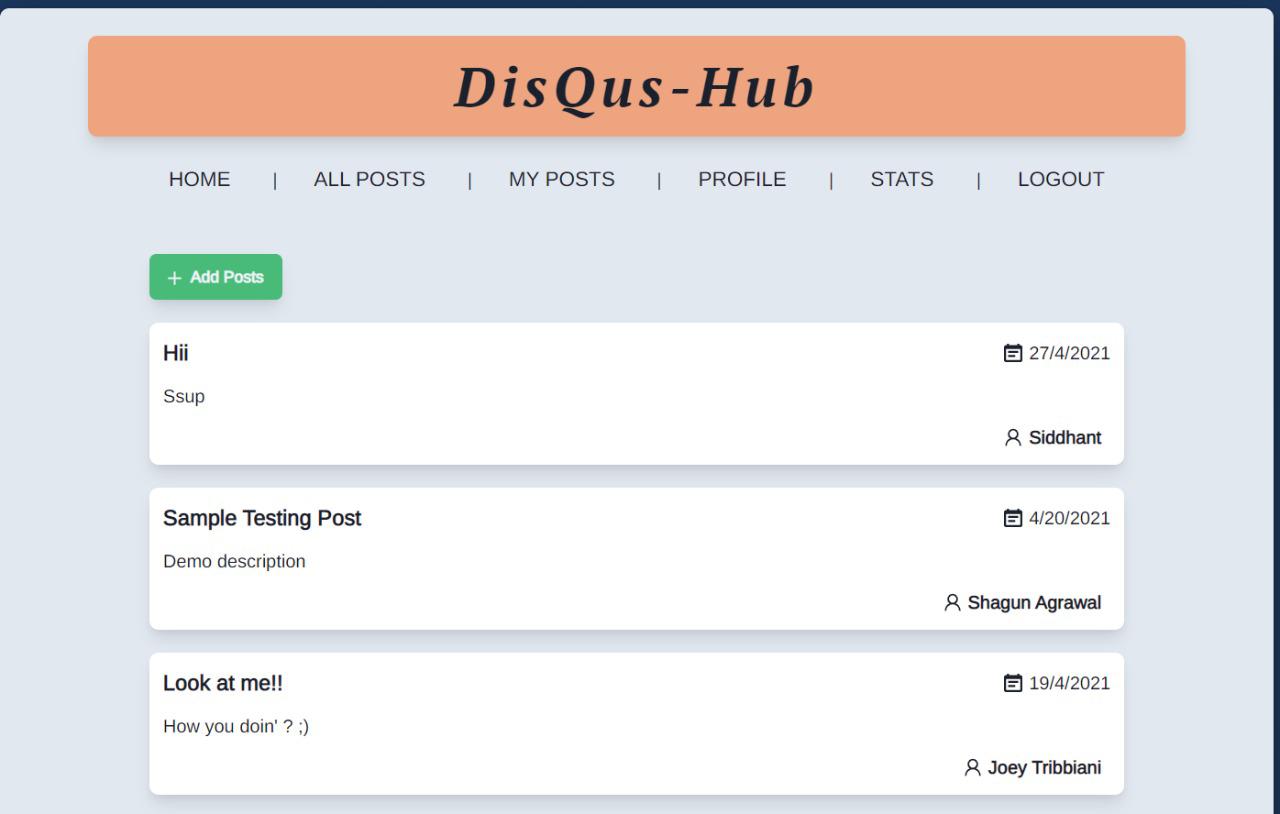 DisQus-Hub
HOME | ALL POSTS | MY POSTS | PROFILE | STATS | LOGOUT
+ Add Posts
Hii 27/4/2021
Ssup
Siddhant
Sample Testing Post 4/20/2021
Demo description
Shagun Agrawal
Look at me!! 19/4/2021
How you doin' ? ;)
Joey Tribbiani